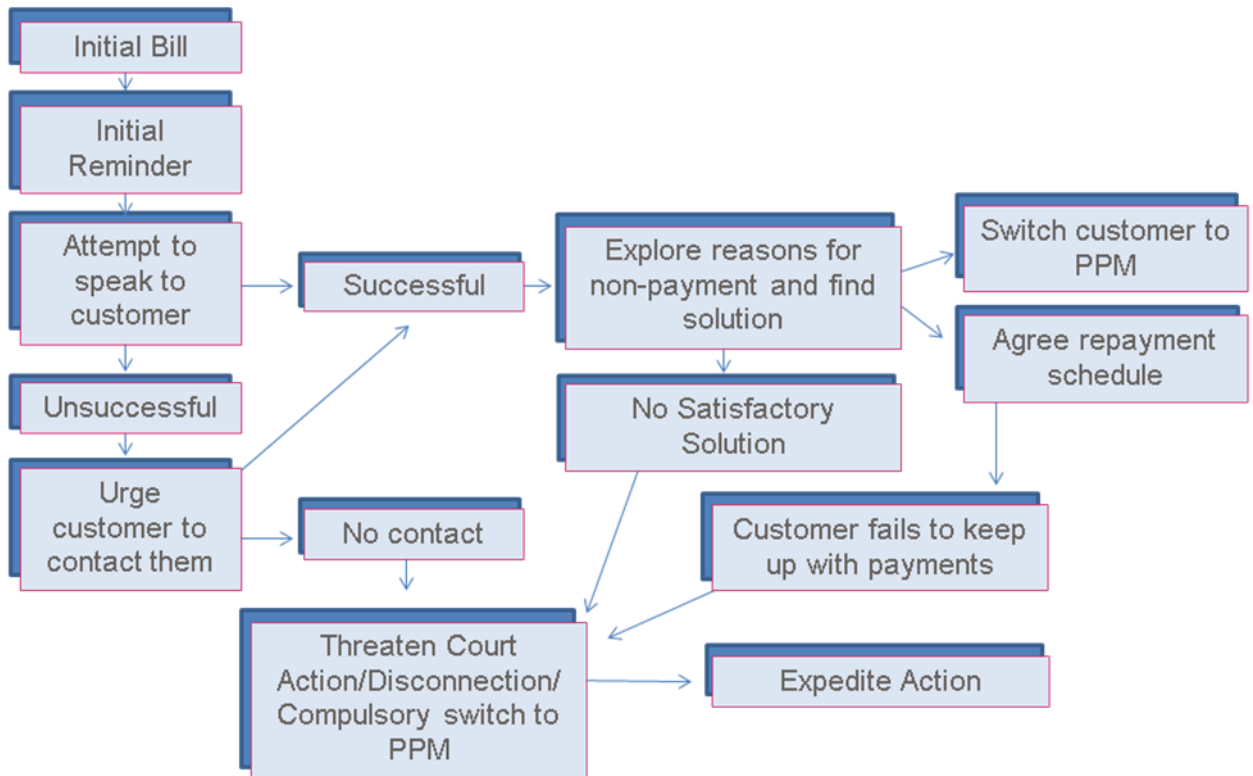 Initial Bill
Initial
Reminder
Attempt to
speak to
customer
Successful
Explore reasons for
non-payment and find
solution
Switch customer to
PPM
Agree repayment
schedule
Unsuccessful
No Satisfactory
Solution
Urge
customer to
contact them
No contact
Customer fails to keep
up with payments
Threaten Court
Action/Disconnection/
Compulsory switch to
PPM
Expedite Action